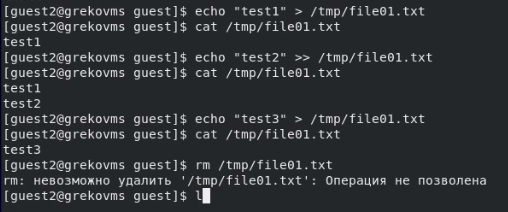 [guest2@grekovms guest]$ echo "test1" > /tmp/file01.txt
[guest2@grekovms guest]$ cat /tmp/file01.txt
test1
[guest2@grekovms guest]$ echo "test2" >> /tmp/file01.txt
[guest2@grekovms guest]$ cat /tmp/file01.txt
test1
test2
[guest2@grekovms guest]$ echo "test3" > /tmp/file01.txt
[guest2@grekovms guest]$ cat /tmp/file01.txt
test3
[guest2@grekovms guest]$ rm /tmp/file01.txt
rm: невозможно удалить '/tmp/file01.txt': Операция не позволена
[guest2@grekovms guest]$ l